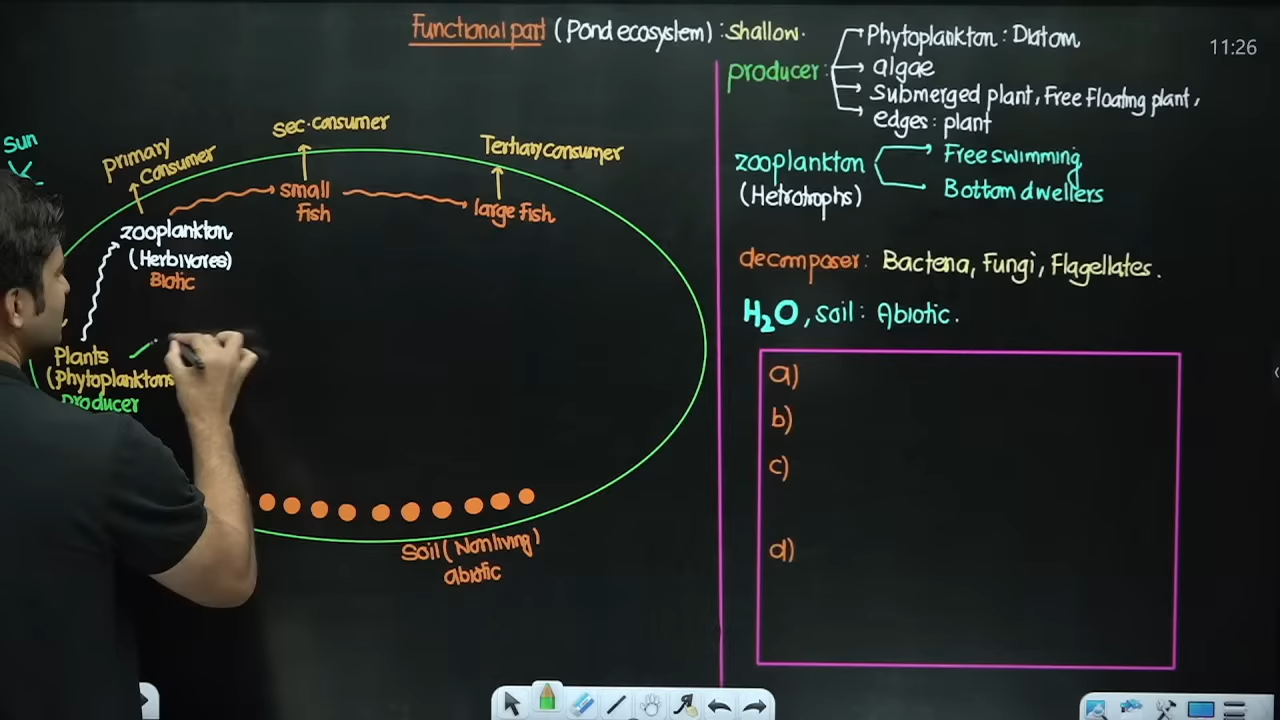 Functional part (Pond ecosystem) : shallow.
11:26
producer :
Phytoplankton : Diatom
algae
Submerged plant, Free Floating plant,
edges : plant
zooplankton
(Hetrotrophs)
Free swimming
Bottom dwellers
decomposer : Bacteria, Fungi, Flagellates.
H₂O, soil : Abiotic.
a)
b)
c)
d)
Sun
primary
consumer
sec. consumer
Tertiary consumer
small
Fish
large fish
zooplankton
(Herbivores)
Biotic
Plants
(Phytoplanktons
Producer
Soil (Nonliving)
abiotic